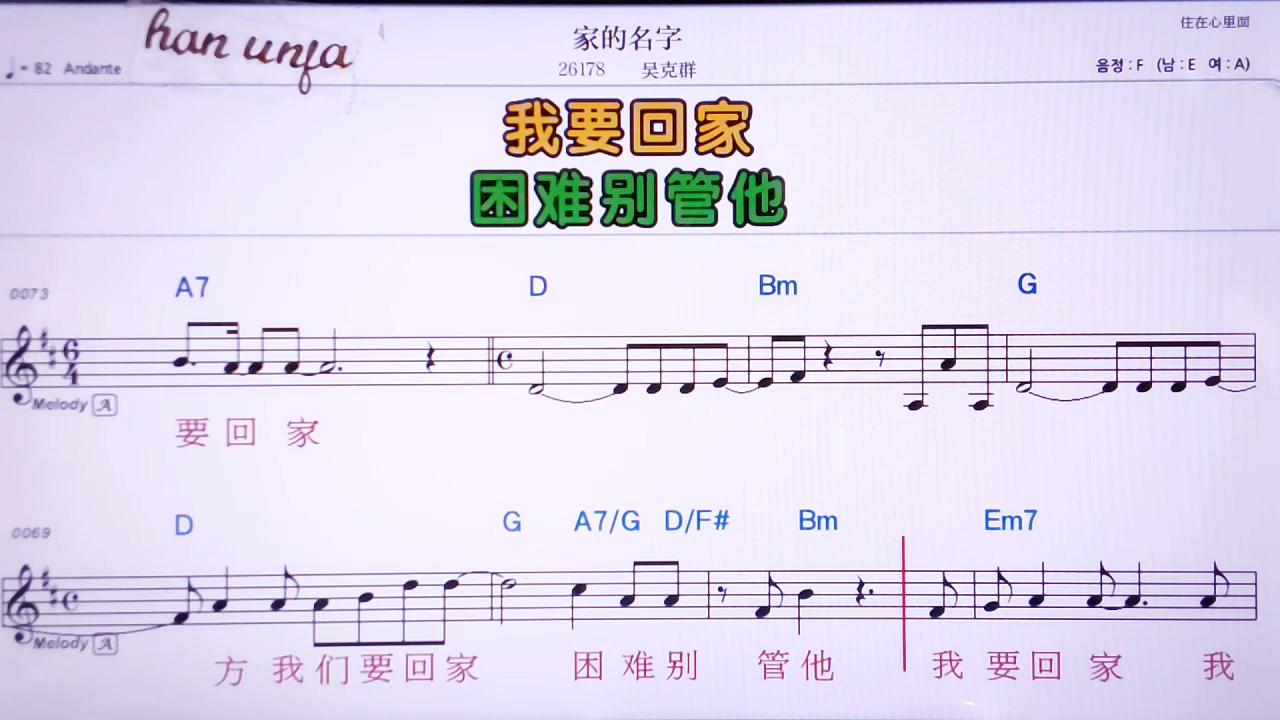 han unfa
家的名字
住在心里面
♩= 82 Andante
26178 吴克群
음정 : F (남 : E 여 : A)
我要回家
困难别管他
0073 A7 D Bm G
6/4
Melody A
要 回 家
0069 D G A7/G D/F# Bm Em7
Melody A
方 我 们 要 回 家 困 难 别 管 他 我 要 回 家 我